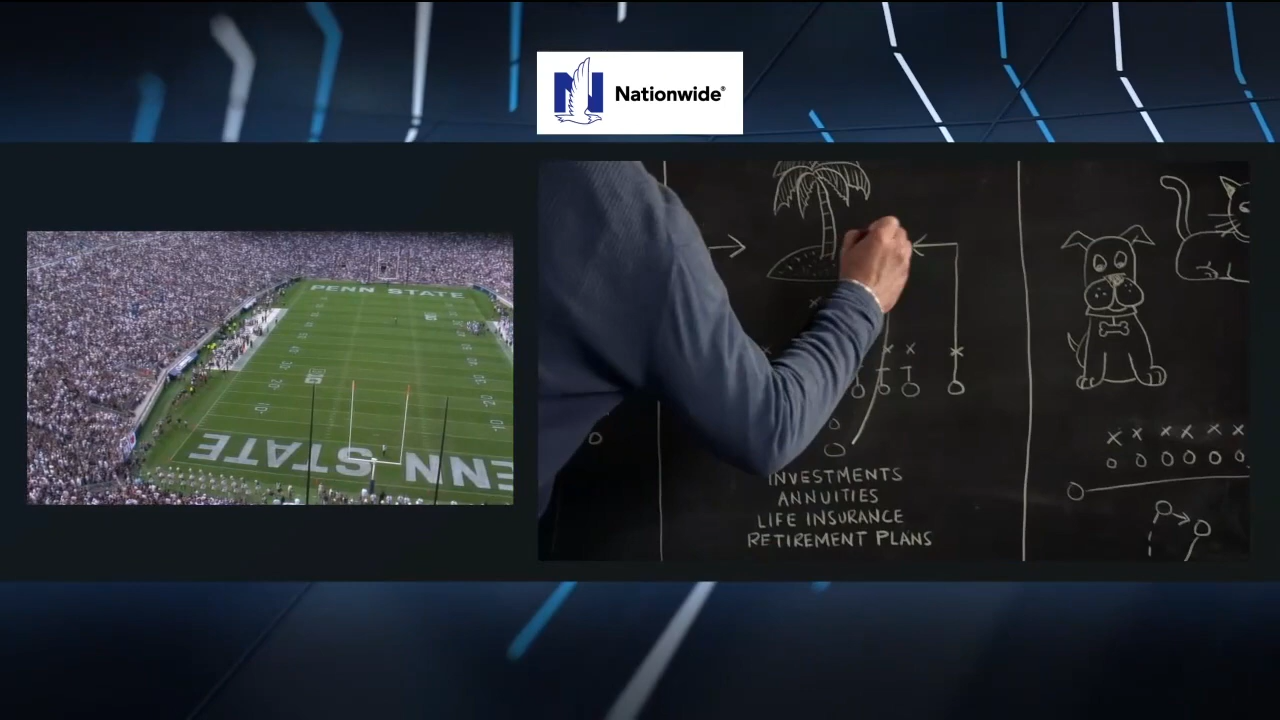 Nationwide®
PENN STATE
PENN STATE
INVESTMENTS
ANNUITIES
LIFE INSURANCE
RETIREMENT PLANS